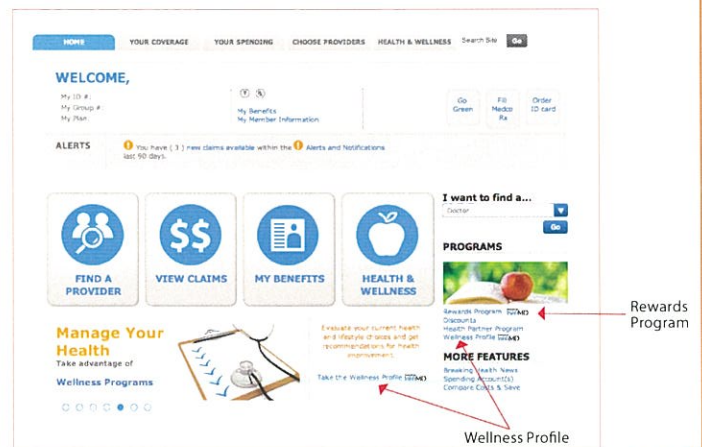 HOME YOUR COVERAGE YOUR SPENDING CHOOSE PROVIDERS HEALTH & WELLNESS Search Site Go
WELCOME,
My ID #:
My Group #:
My Plan:
My Benefits
My Member Information
Go Green
Fill Medco Rx
Order ID card
ALERTS
You have ( 3 ) new claims available within the last 90 days.
Alerts and Notifications
I want to find a...
Doctor
Go
FIND A PROVIDER
VIEW CLAIMS
MY BENEFITS
HEALTH & WELLNESS
PROGRAMS
Rewards Program
Discounts
Health Partner Program
Wellness Profile
MORE FEATURES
Breaking Health News
Spending Account(s)
Compare Costs & Save
Manage Your
Health
Take advantage of
Wellness Programs
Evaluate your current health
and lifestyle choices and get
recommendations for health
improvement.
Take the Wellness Profile
Rewards
Program
Wellness Profile